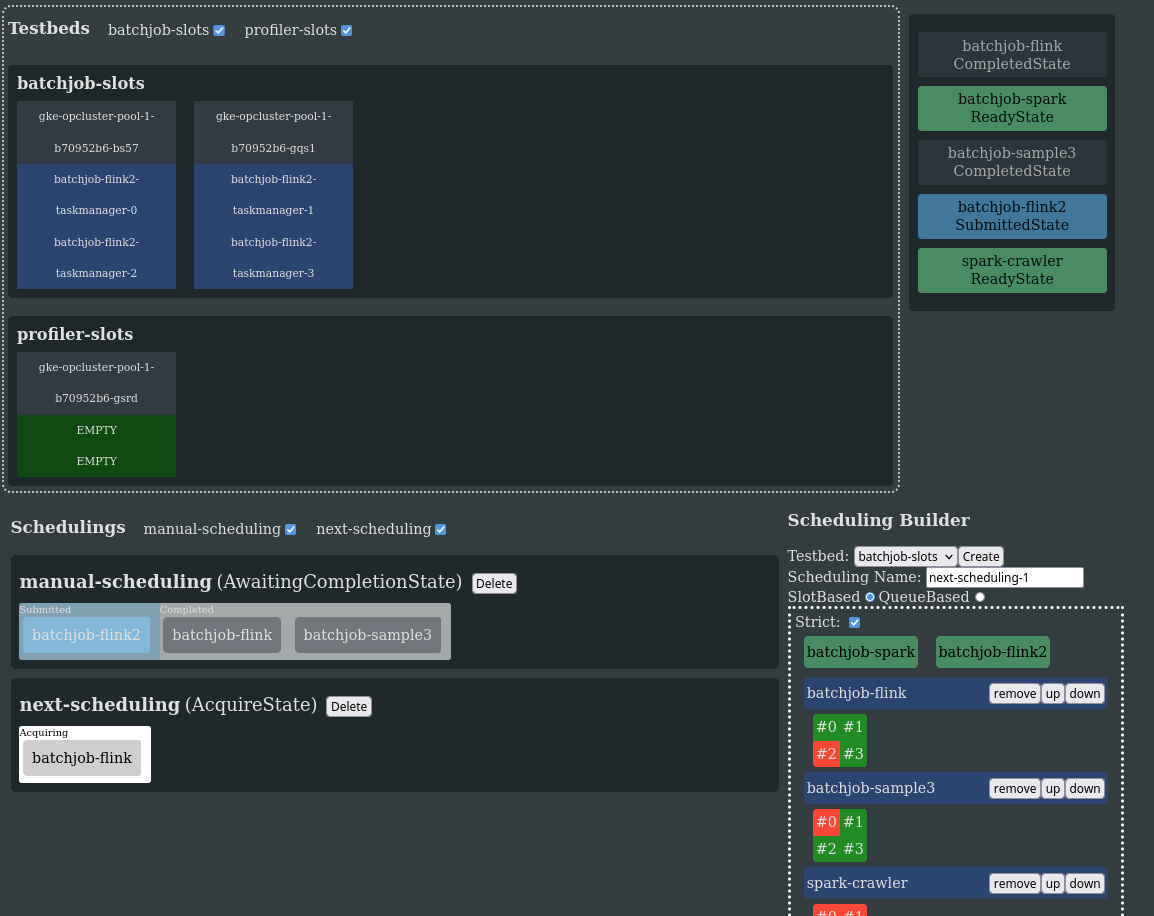 Testbeds batchjob-slots profiler-slots
batchjob-slots
gke-opcluster-pool-1- gke-opcluster-pool-1-
b70952b6-bs57 b70952b6-gqs1
batchjob-flink2- batchjob-flink2-
taskmanager-0 taskmanager-1
batchjob-flink2- batchjob-flink2-
taskmanager-2 taskmanager-3
profiler-slots
gke-opcluster-pool-1-
b70952b6-gsrd
EMPTY
EMPTY
batchjob-flink
CompletedState
batchjob-spark
ReadyState
batchjob-sample3
CompletedState
batchjob-flink2
SubmittedState
spark-crawler
ReadyState
Schedulings manual-scheduling next-scheduling
manual-scheduling (AwaitingCompletionState) Delete
Submitted Completed
batchjob-flink2 batchjob-flink batchjob-sample3
next-scheduling (AcquireState) Delete
Acquiring
batchjob-flink
Scheduling Builder
Testbed: batchjob-slots Create
Scheduling Name: next-scheduling-1
SlotBased QueueBased
Strict:
batchjob-spark batchjob-flink2
batchjob-flink remove up down
#0 #1
#2 #3
batchjob-sample3 remove up down
#0 #1
#2 #3
spark-crawler remove up down
#0 #1